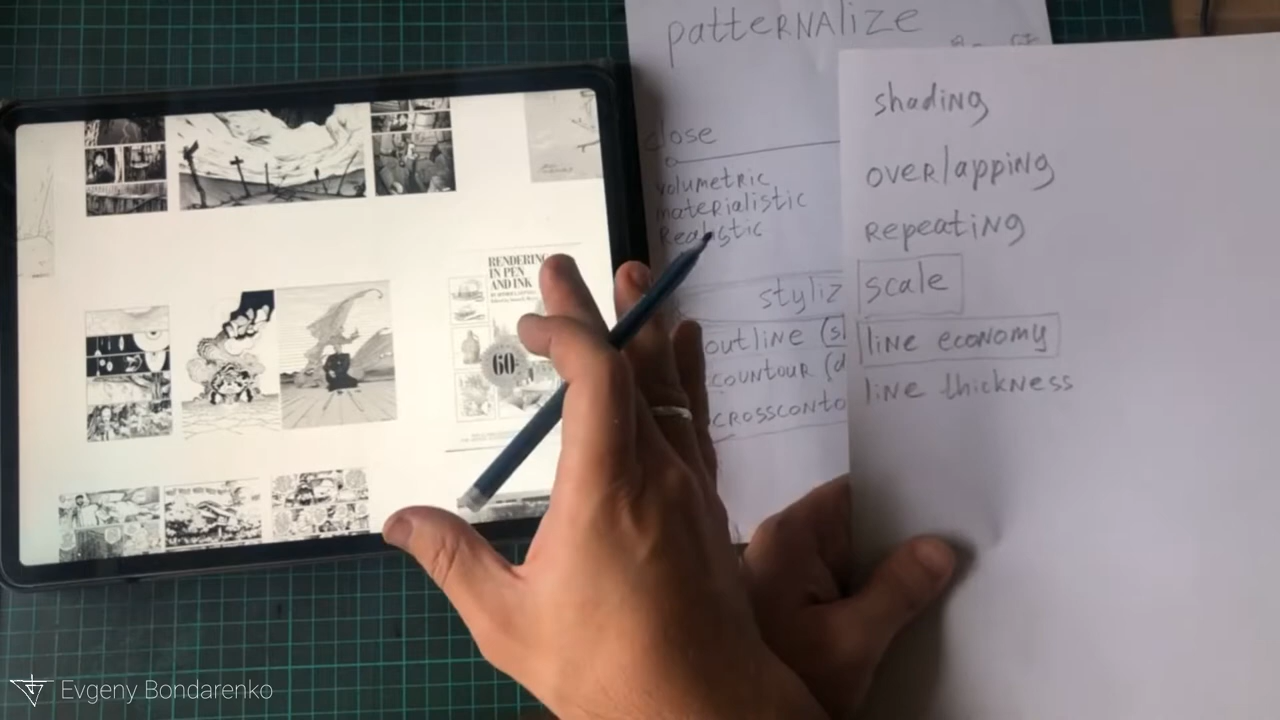 patterNAlize
close
volumetric
materialistic
Realistic
styliz
outline (s
countour (d
crossconto
shading
overlapping
Repeating
scale
line economy
line thickness
RENDERING
IN PEN
AND INK
60
Evgeny Bondarenko